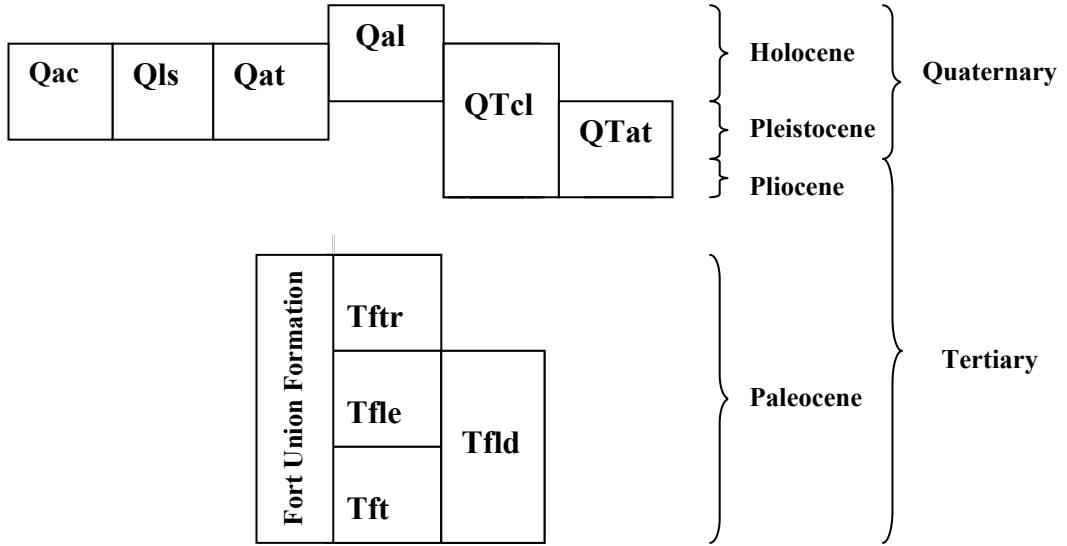 Qal
Holocene
Qac Qls Qat
Quaternary
QTcl
QTat
Pleistocene
Pliocene
Fort Union Formation
Tftr
Tertiary
Paleocene
Tfle
Tfld
Tft